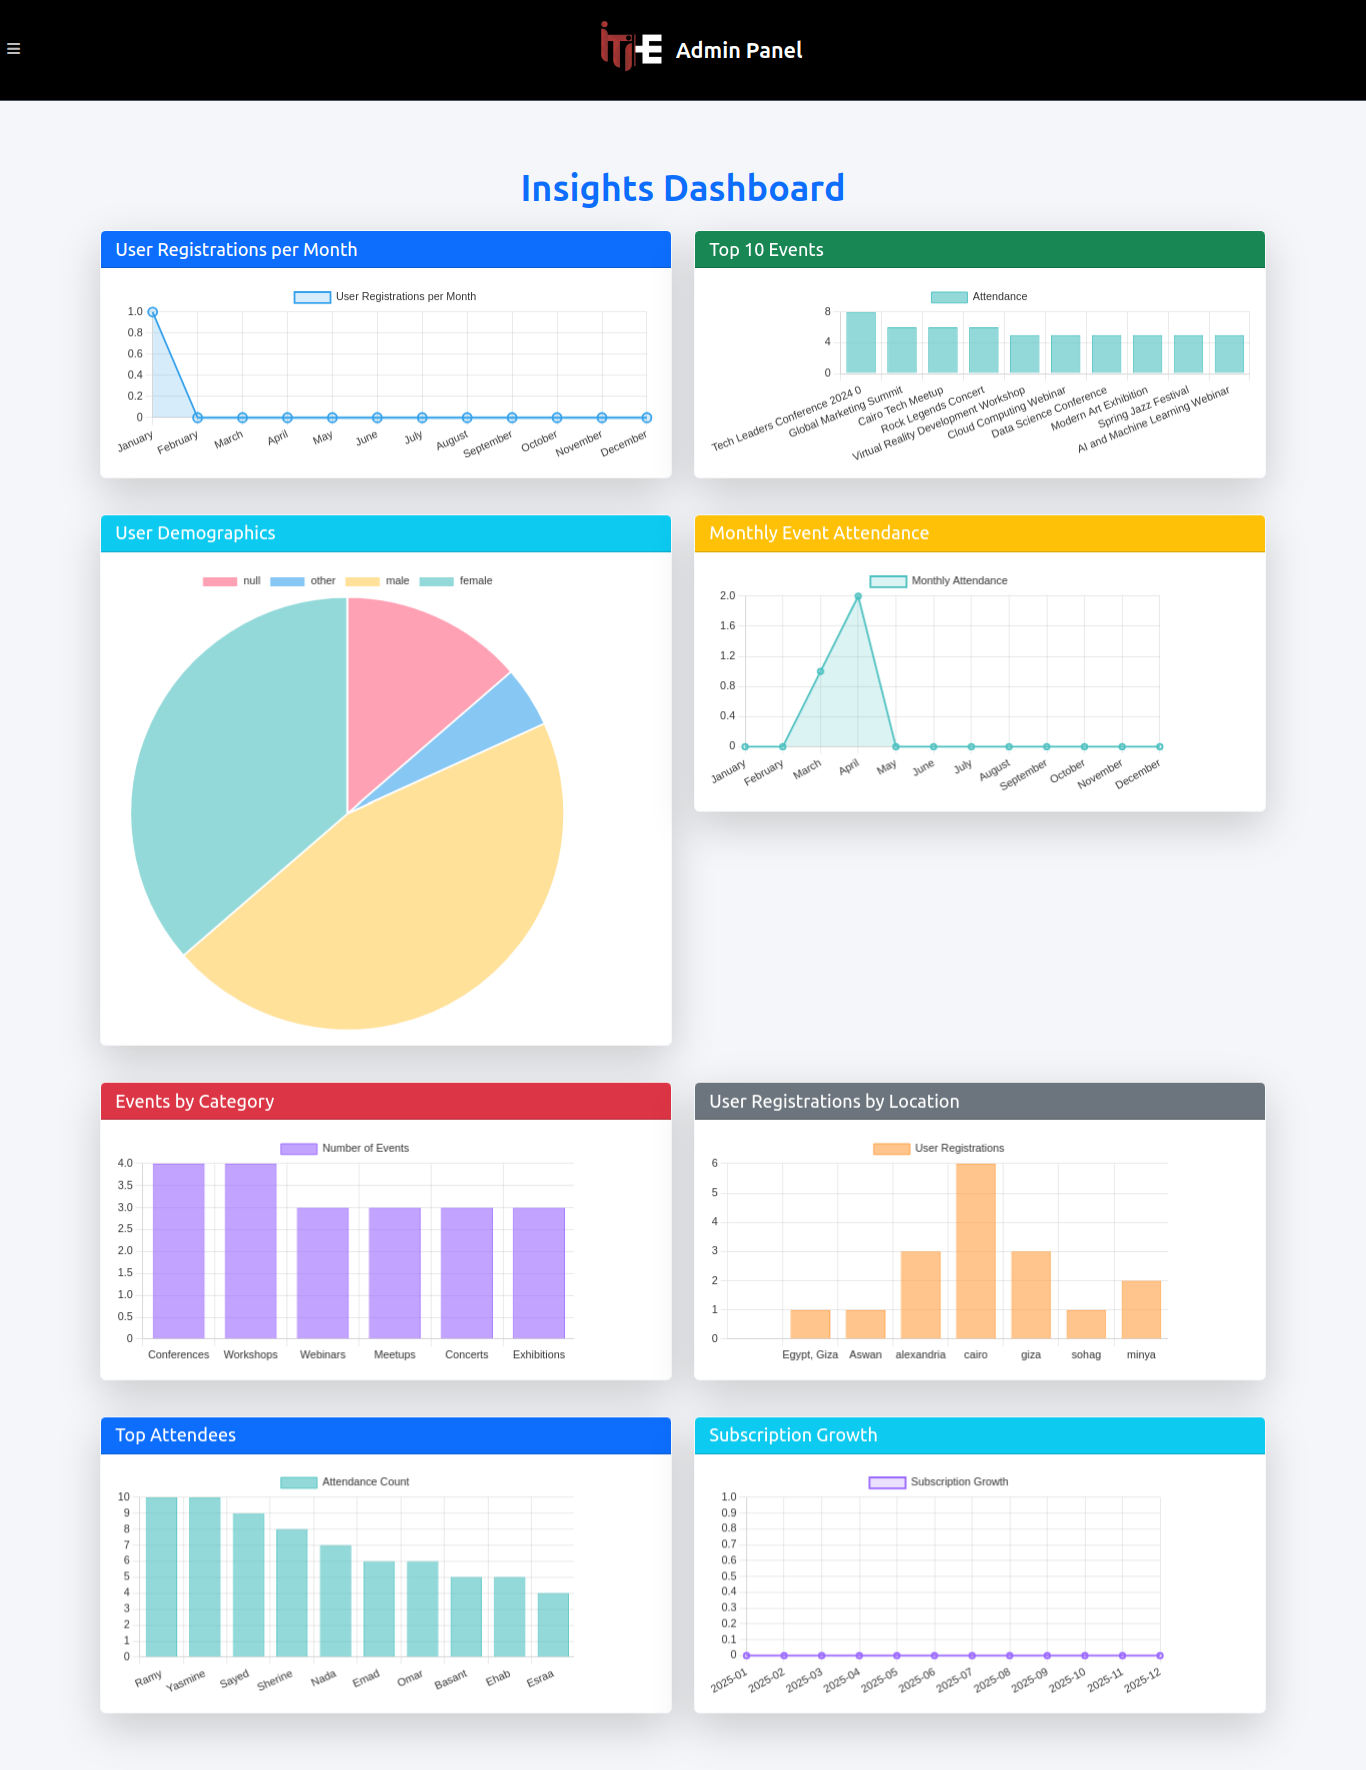 iTi-E Admin Panel
Insights Dashboard
User Registrations per Month
User Registrations per Month
1.0
0.8
0.6
0.4
0.2
0
January February March April May June July August September October November December
Top 10 Events
Attendance
8
4
0
Tech Leaders Conference 2024 0
Global Marketing Summit
Cairo Tech Meetup
Rock Legends Concert
Virtual Reality Development Workshop
Cloud Computing Webinar
Data Science Conference
Modern Art Exhibition
Spring Jazz Festival
AI and Machine Learning Webinar
User Demographics
null other male female
Monthly Event Attendance
Monthly Attendance
2.0
1.6
1.2
0.8
0.4
0
January February March April May June July August September October November December
Events by Category
Number of Events
4.0
3.5
3.0
2.5
2.0
1.5
1.0
0.5
0
Conferences Workshops Webinars Meetups Concerts Exhibitions
User Registrations by Location
User Registrations
6
5
4
3
2
1
0
Egypt, Giza Aswan alexandria cairo giza sohag minya
Top Attendees
Attendance Count
10
9
8
7
6
5
4
3
2
1
0
Ramy Yasmine Sayed Sherine Nada Emad Omar Basant Ehab Esraa
Subscription Growth
Subscription Growth
1.0
0.9
0.8
0.7
0.6
0.5
0.4
0.3
0.2
0.1
0
2025-01 2025-02 2025-03 2025-04 2025-05 2025-06 2025-07 2025-08 2025-09 2025-10 2025-11 2025-12